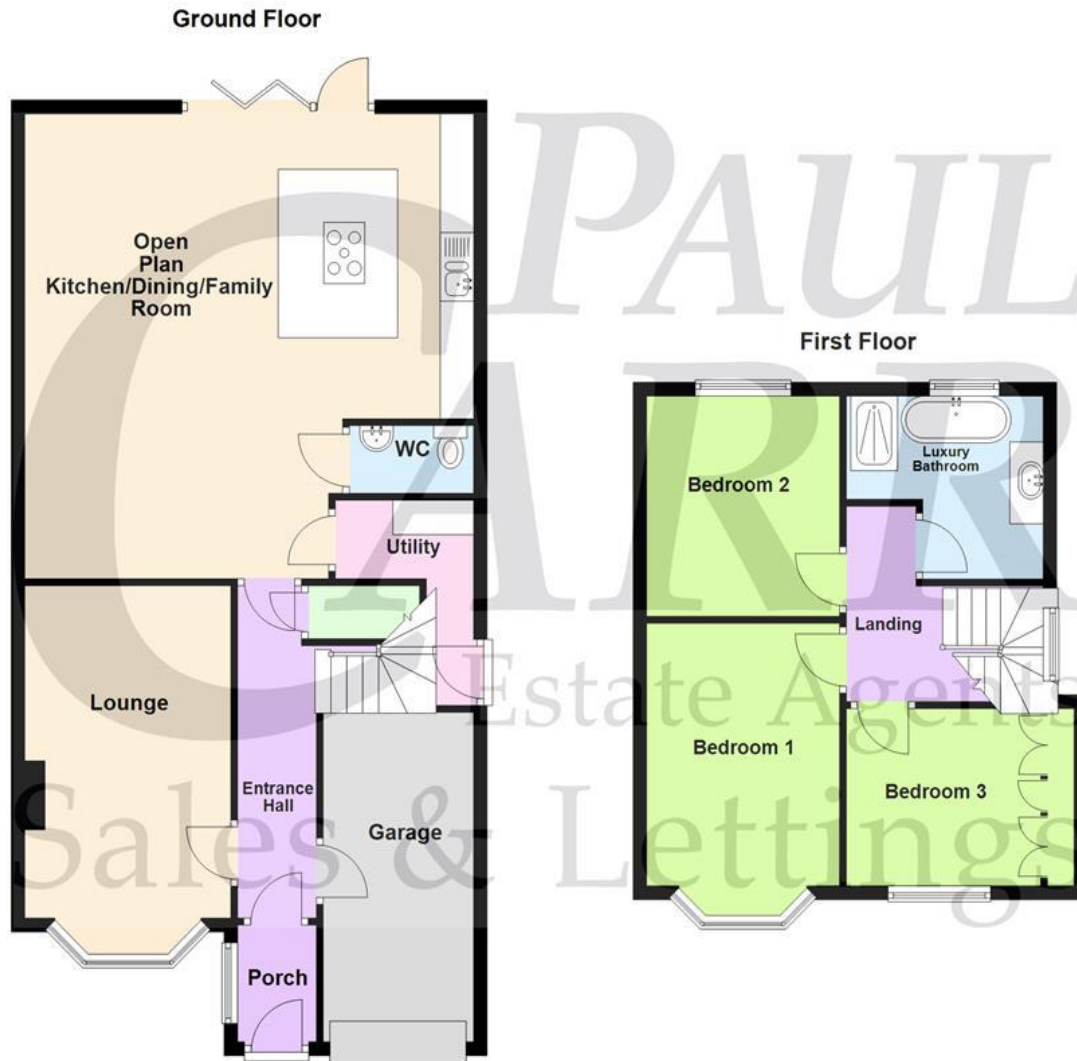 Ground Floor
Open
Plan
Kitchen/Dining/Family
Room
WC
Utility
Lounge
Entrance
Hall
Garage
Porch
First Floor
Bedroom 2
Luxury
Bathroom
Landing
Bedroom 1
Bedroom 3
PAUL
CARR
Estate Agents
Sales & Lettings